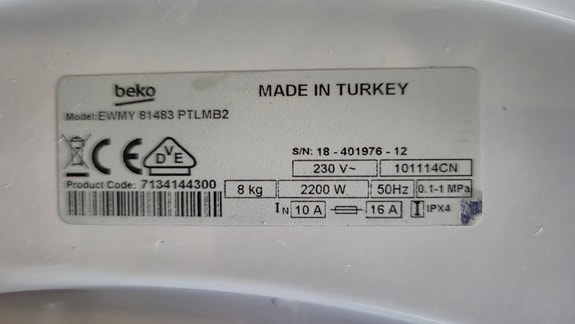 beko
MADE IN TURKEY
Model:EWMY 81483 PTLMB2
S/N: 18 - 401976 - 12
DVE
230 V~ 101114CN
Product Code: 7134144300
8 kg 2200 W 50Hz 0.1-1 MPa
IN 10 A 16 A IPX4